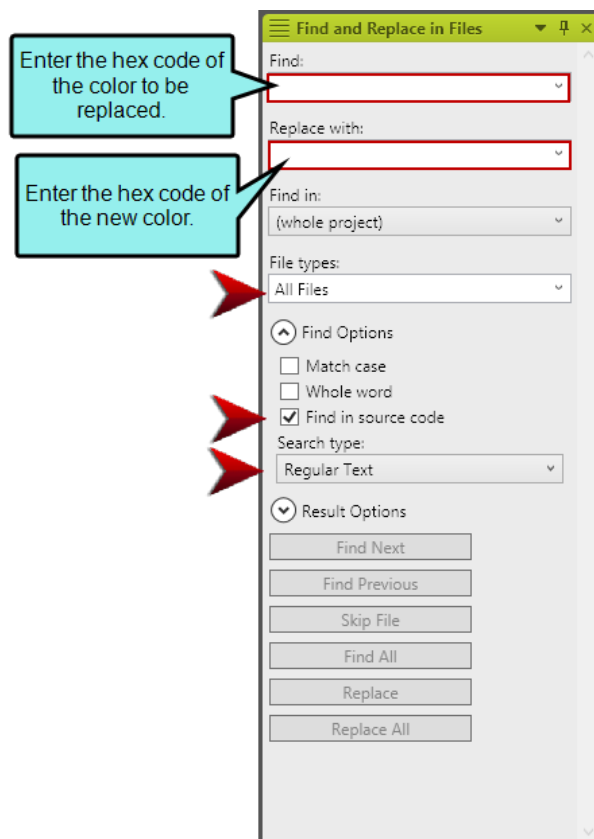 Find and Replace in Files
Enter the hex code of
the color to be
replaced.
Find:
Replace with:
Enter the hex code of
the new color.
Find in:
(whole project)
File types:
All Files
Find Options
Match case
Whole word
Find in source code
Search type:
Regular Text
Result Options
Find Next
Find Previous
Skip File
Find All
Replace
Replace All